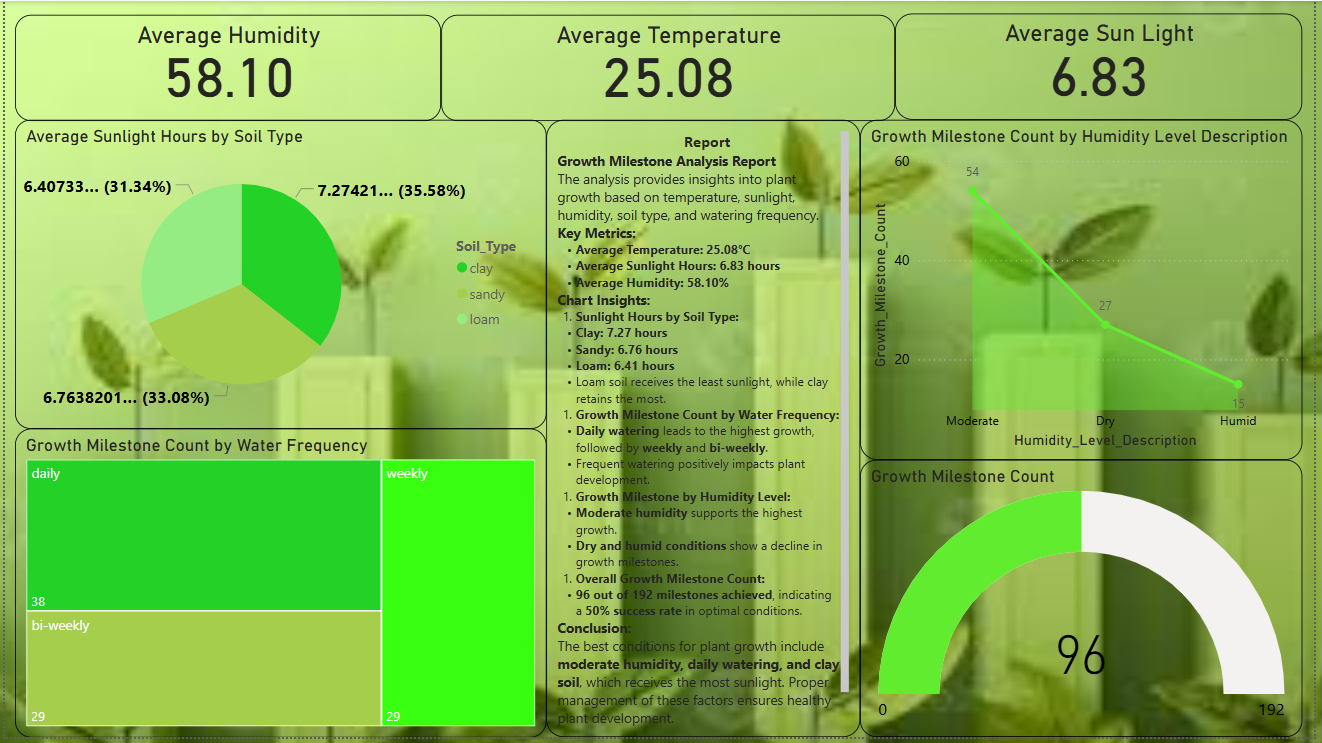 Average Humidity
58.10
Average Temperature
25.08
Average Sun Light
6.83
Average Sunlight Hours by Soil Type
6.40733... (31.34%)
7.27421... (35.58%)
6.7638201... (33.08%)
Soil_Type
clay
sandy
loam
Growth Milestone Count by Water Frequency
daily
38
bi-weekly
29
weekly
29
Report
Growth Milestone Analysis Report
The analysis provides insights into plant
growth based on temperature, sunlight,
humidity, soil type, and watering frequency.
Key Metrics:
• Average Temperature: 25.08°C
• Average Sunlight Hours: 6.83 hours
• Average Humidity: 58.10%
Chart Insights:
1. Sunlight Hours by Soil Type:
• Clay: 7.27 hours
• Sandy: 6.76 hours
• Loam: 6.41 hours
• Loam soil receives the least sunlight, while clay
retains the most.
1. Growth Milestone Count by Water Frequency:
• Daily watering leads to the highest growth,
followed by weekly and bi-weekly.
• Frequent watering positively impacts plant
development.
1. Growth Milestone by Humidity Level:
• Moderate humidity supports the highest
growth.
• Dry and humid conditions show a decline in
growth milestones.
1. Overall Growth Milestone Count:
• 96 out of 192 milestones achieved, indicating
a 50% success rate in optimal conditions.
Conclusion:
The best conditions for plant growth include
moderate humidity, daily watering, and clay
soil, which receives the most sunlight. Proper
management of these factors ensures healthy
plant development.
Growth Milestone Count by Humidity Level Description
Growth_Milestone_Count
60
40
20
54
27
15
Moderate
Dry
Humid
Humidity_Level_Description
Growth Milestone Count
96
0
192